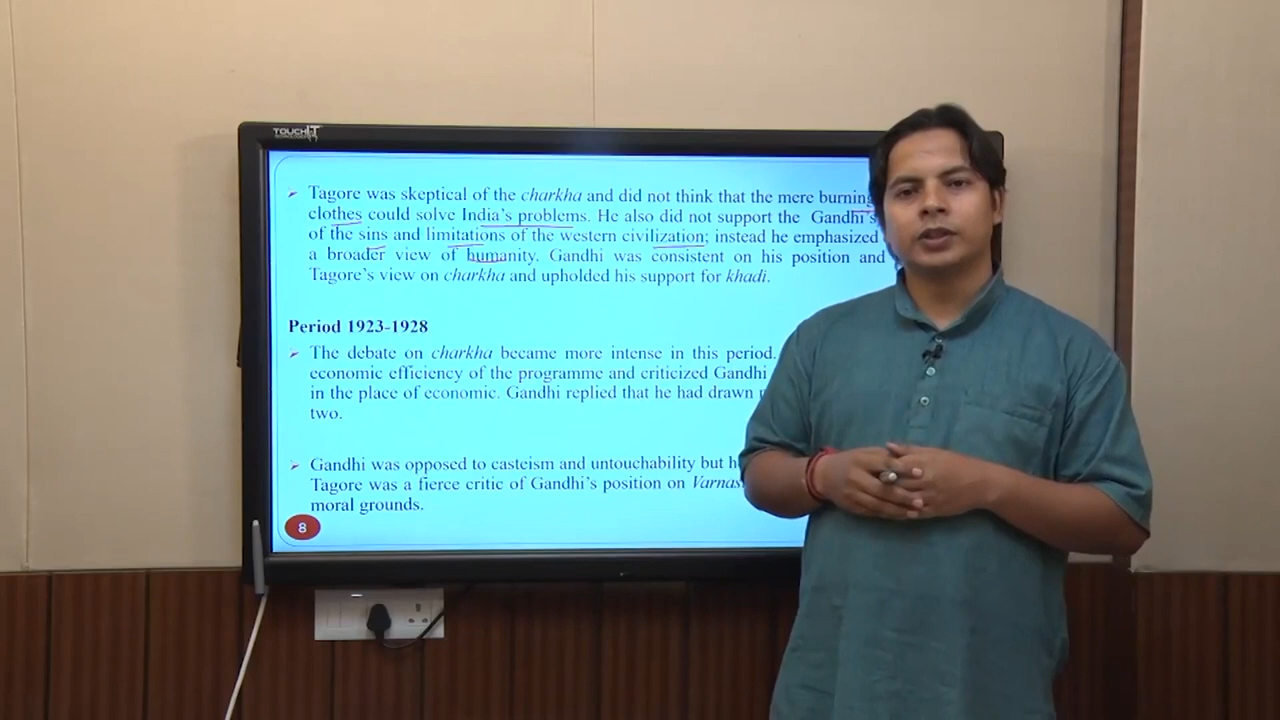 TOUCHIT
➢ Tagore was skeptical of the charkha and did not think that the mere burning
clothes could solve India's problems. He also did not support the Gandhi's
of the sins and limitations of the western civilization; instead he emphasized
a broader view of humanity. Gandhi was consistent on his position and
Tagore's view on charkha and upheld his support for khadi.
Period 1923-1928
➢ The debate on charkha became more intense in this period.
economic efficiency of the programme and criticized Gandhi
in the place of economic. Gandhi replied that he had drawn
two.
➢ Gandhi was opposed to casteism and untouchability but
Tagore was a fierce critic of Gandhi's position on
moral grounds.
8